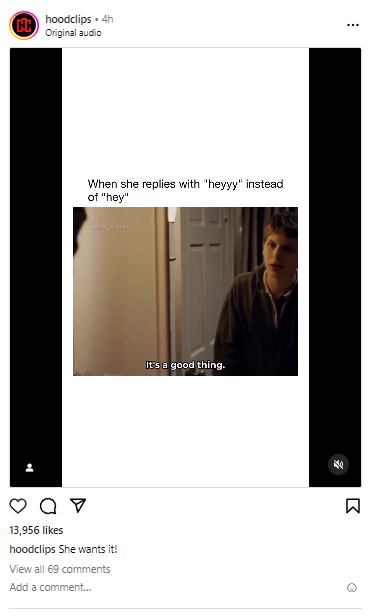 hoodclips • 4h
Original audio
When she replies with "heyyy" instead
of "hey"
It's a good thing.
13,956 likes
hoodclips She wants it!
View all 69 comments
Add a comment...